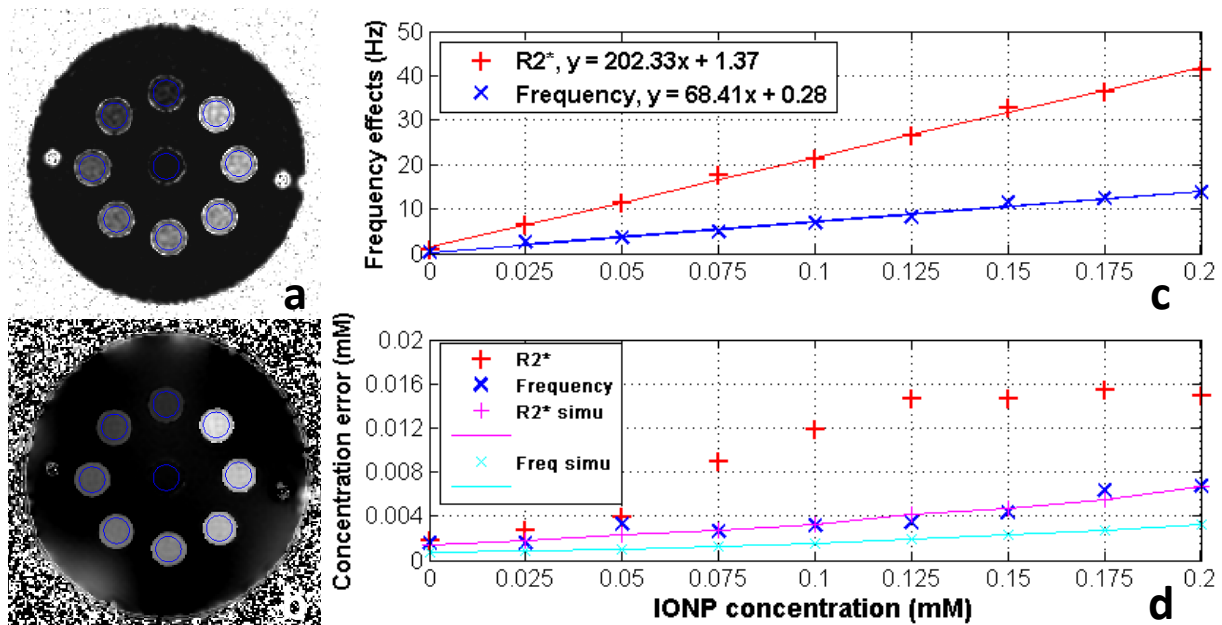 a
50
40
30
20
10
0
Frequency effects (Hz)
R2*, y = 202.33x + 1.37
Frequency, y = 68.41x + 0.28
0 0.025 0.05 0.075 0.1 0.125 0.15 0.175 0.2
c
0.02
0.016
0.012
0.008
0.004
0
Concentration error (mM)
R2*
Frequency
R2* simu
Freq simu
0 0.025 0.05 0.075 0.1 0.125 0.15 0.175 0.2
IONP concentration (mM)
d